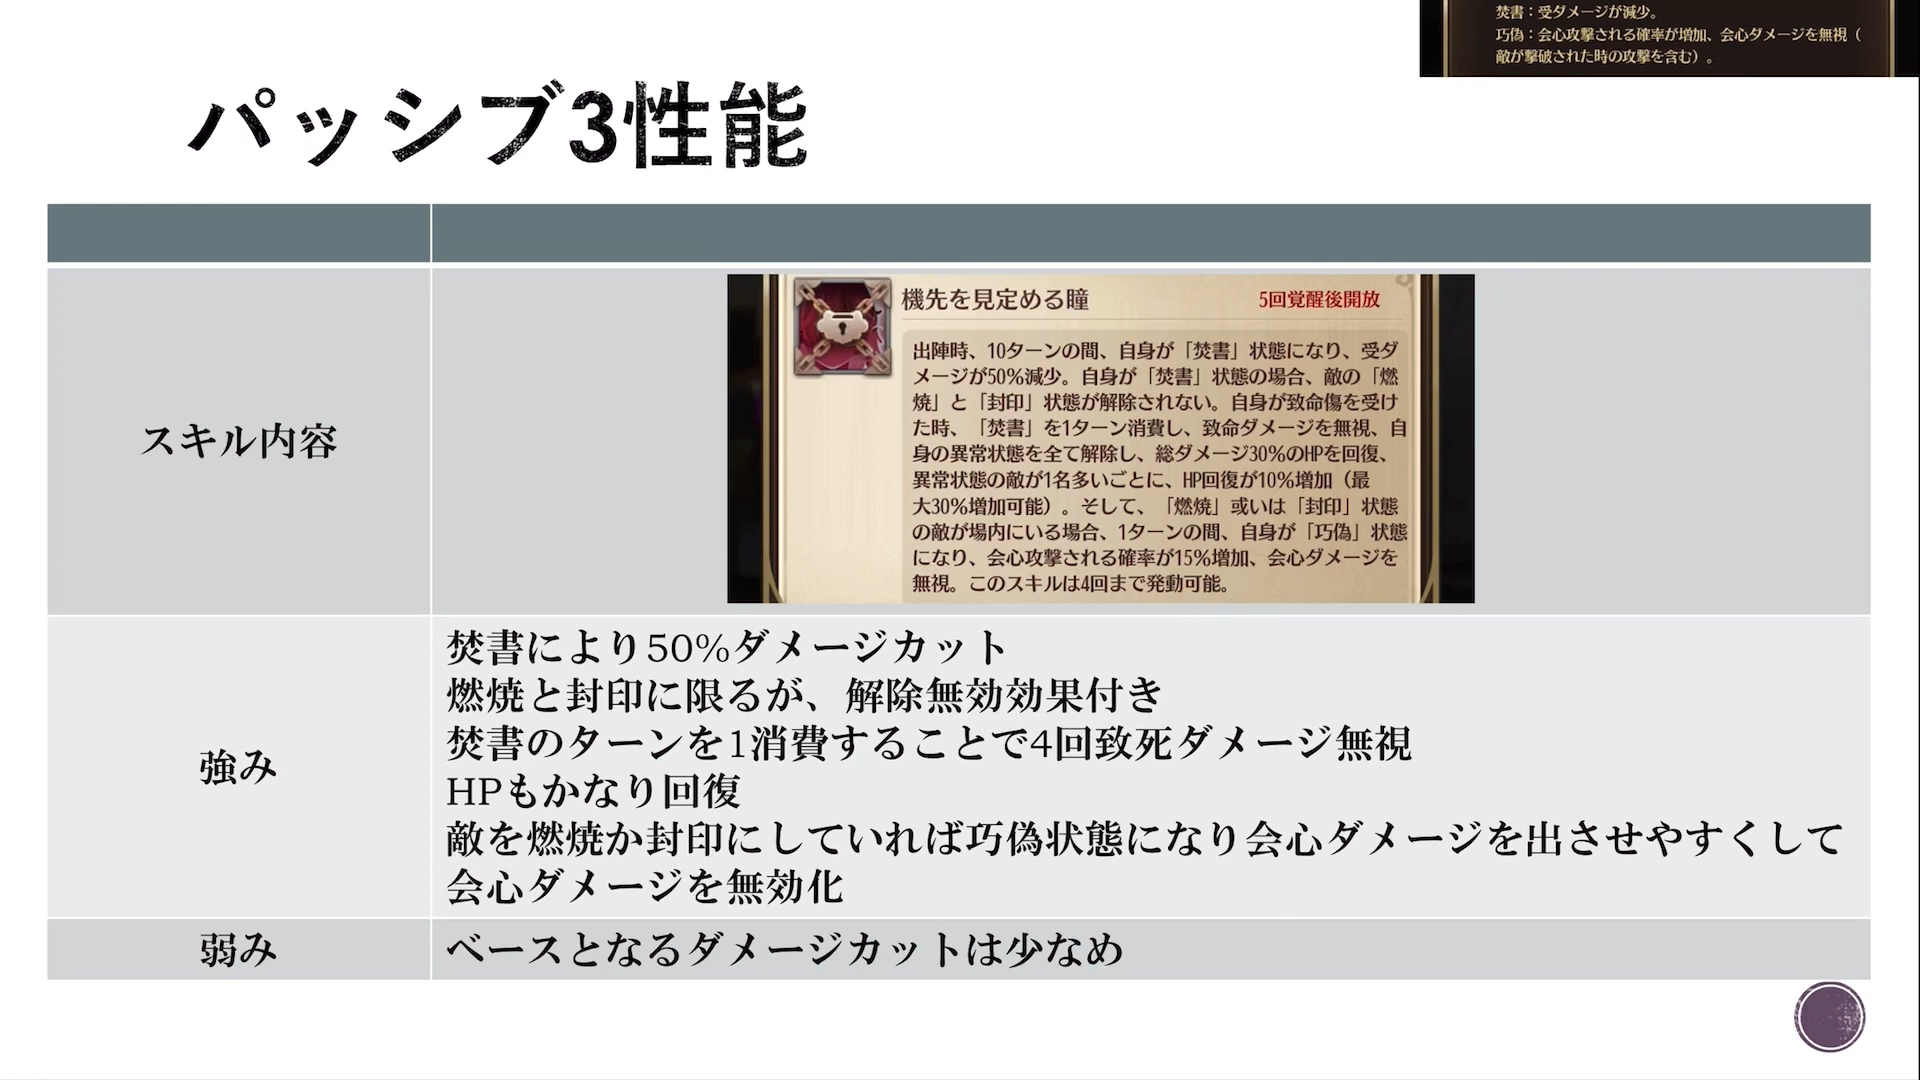 焚書：受ダメージが減少。
巧偽：会心攻撃される確率が増加、会心ダメージを無視（
敵が撃破された時の攻撃を含む）。
パッシブ3性能
スキル内容
機先を見定める瞳
5回覚醒後開放
出陣時、10ターンの間、自身が「焚書」状態になり、受ダ
メージが50%減少。自身が「焚書」状態の場合、敵の「燃
焼」と「封印」状態が解除されない。自身が致命傷を受け
た時、「焚書」を1ターン消費し、致命ダメージを無視、自
身の異常状態を全て解除し、総ダメージ30%のHPを回復、
異常状態の敵が1名多いごとに、HP回復が10%増加（最
大30%増加可能）。そして、「燃焼」或いは「封印」状態
の敵が場内にいる場合、1ターンの間、自身が「巧偽」状態
になり、会心攻撃される確率が15%増加、会心ダメージを
無視。このスキルは4回まで発動可能。
強み
焚書により50%ダメージカット
燃焼と封印に限るが、解除無効効果付き
焚書のターンを1消費することで4回致死ダメージ無視
HPもかなり回復
敵を燃焼か封印にしていれば巧偽状態になり会心ダメージを出させやすくして
会心ダメージを無効化
弱み
ベースとなるダメージカットは少なめ